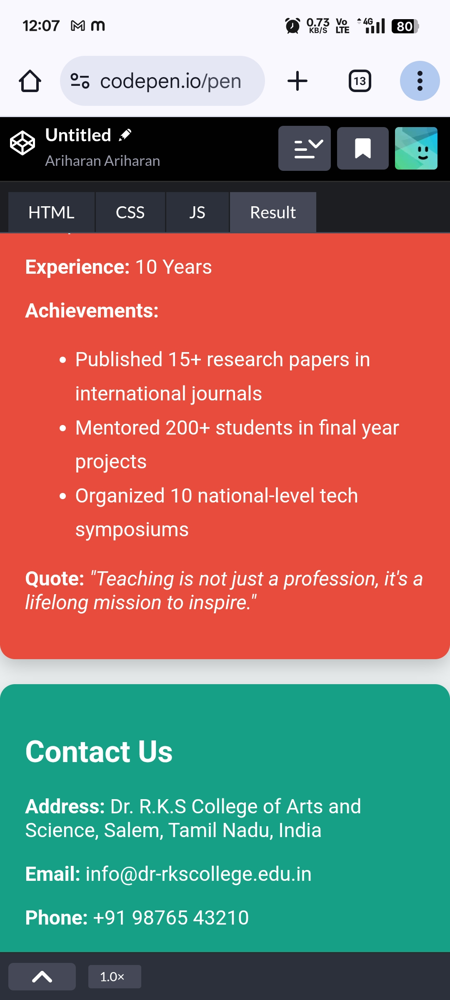 12:07 m 0.73 KB/S Vo LTE 4G 80
codepen.io/pen 13
Untitled
Ariharan Ariharan
HTML CSS JS Result
Experience: 10 Years
Achievements:
• Published 15+ research papers in
international journals
• Mentored 200+ students in final year
projects
• Organized 10 national-level tech
symposiums
Quote: "Teaching is not just a profession, it's a
lifelong mission to inspire."
Contact Us
Address: Dr. R.K.S College of Arts and
Science, Salem, Tamil Nadu, India
Email: info@dr-rkscollege.edu.in
Phone: +91 98765 43210
1.0×